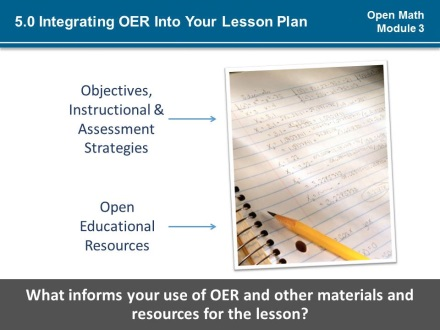 5.0 Integrating OER Into Your Lesson Plan
Open Math
Module 3
Objectives,
Instructional &
Assessment
Strategies
Open
Educational
Resources
What informs your use of OER and other materials and
resources for the lesson?